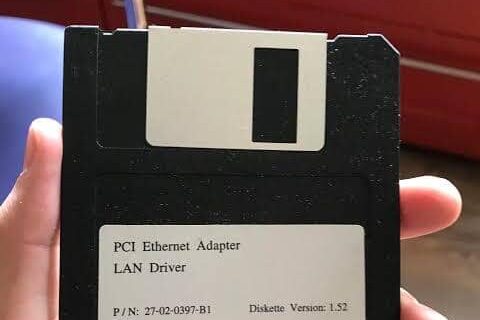 PCI Ethernet Adapter
LAN Driver
P/N: 27-02-0397-B1 Diskette Version: 1.52